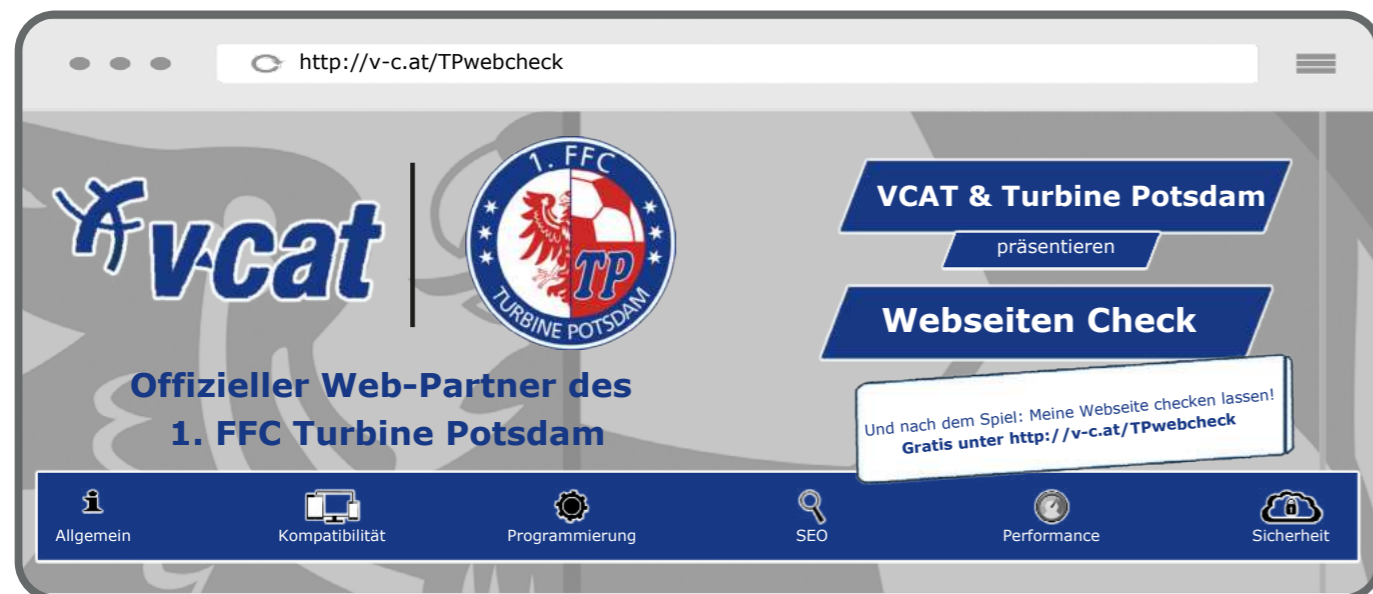 http://v-c.at/TPwebcheck
v-cat
1. FFC
TP
TURBINE POTSDAM
Offizieller Web-Partner des
1. FFC Turbine Potsdam
VCAT & Turbine Potsdam
präsentieren
Webseiten Check
Und nach dem Spiel: Meine Webseite checken lassen!
Gratis unter http://v-c.at/TPwebcheck
Allgemein
Kompatibilität
Programmierung
SEO
Performance
Sicherheit